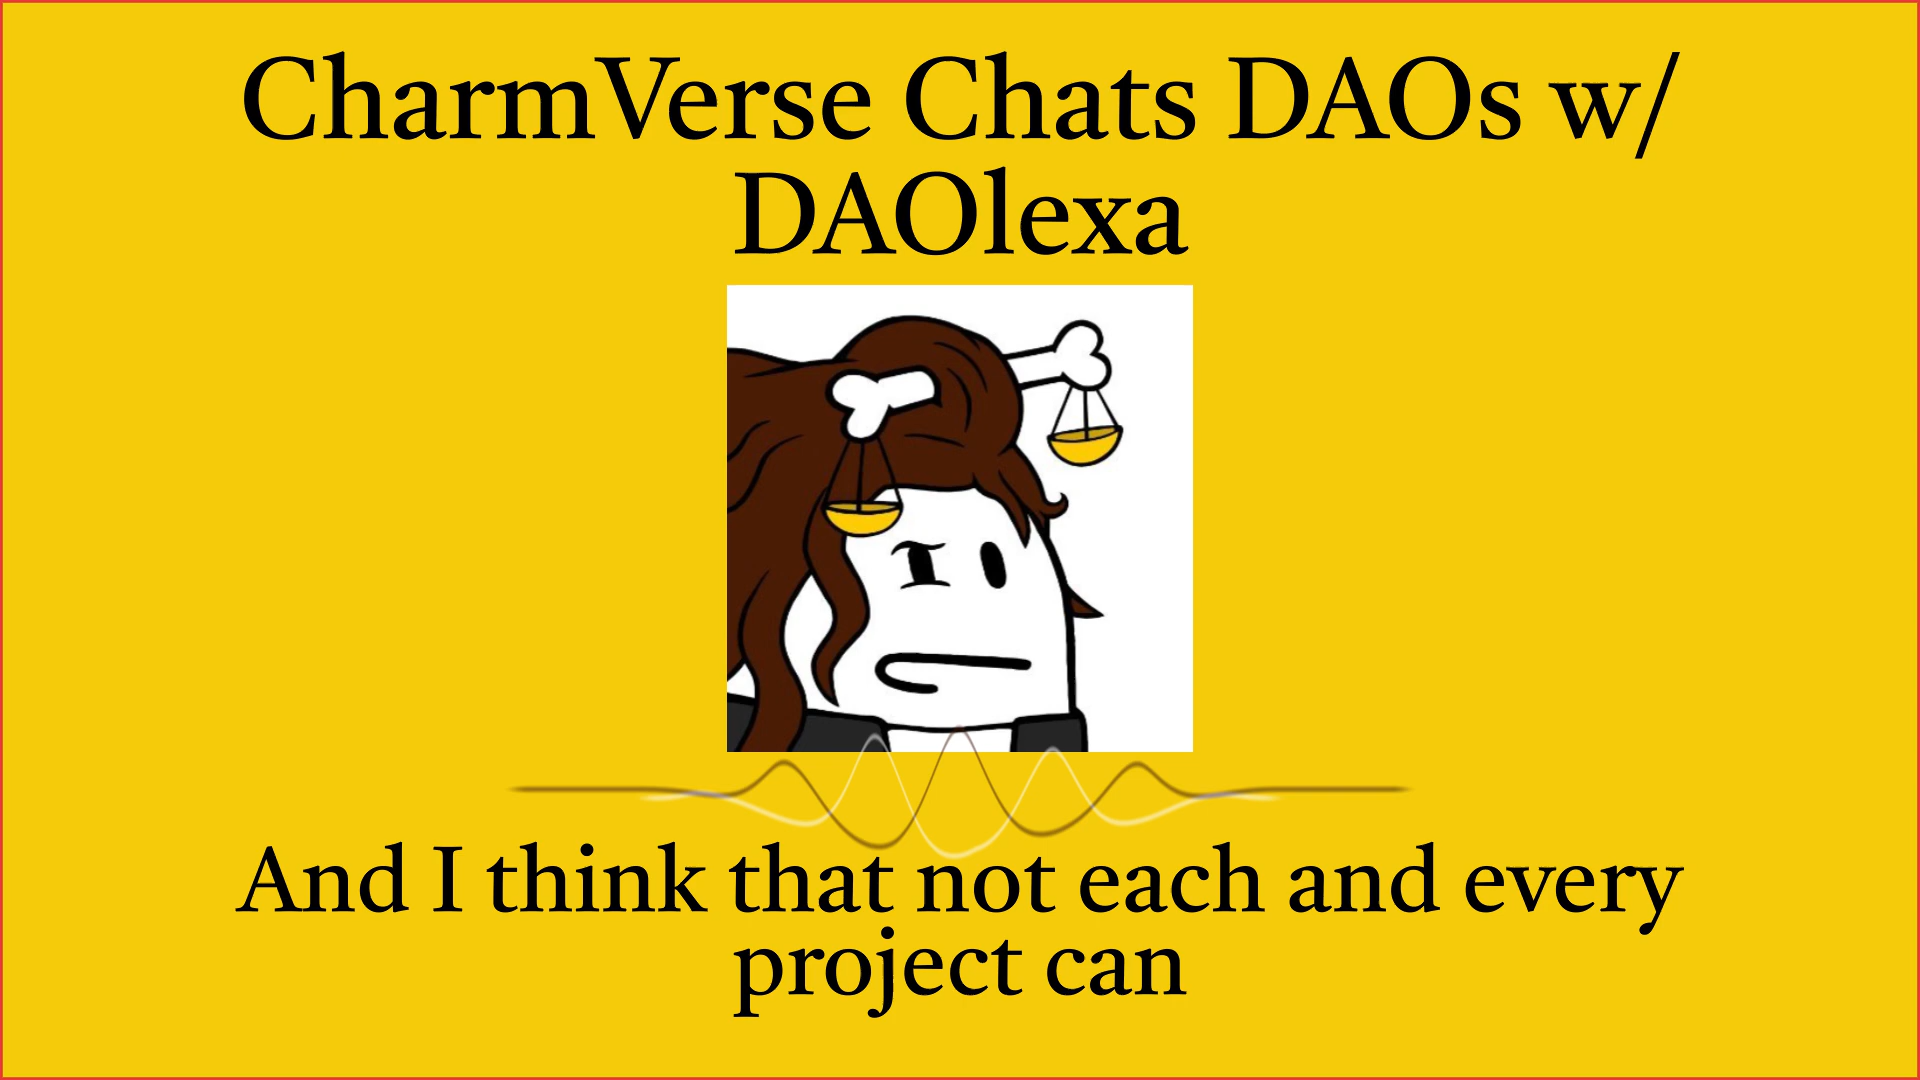 CharmVerse Chats DAOs w/
DAOlexa
And I think that not each and every
project can